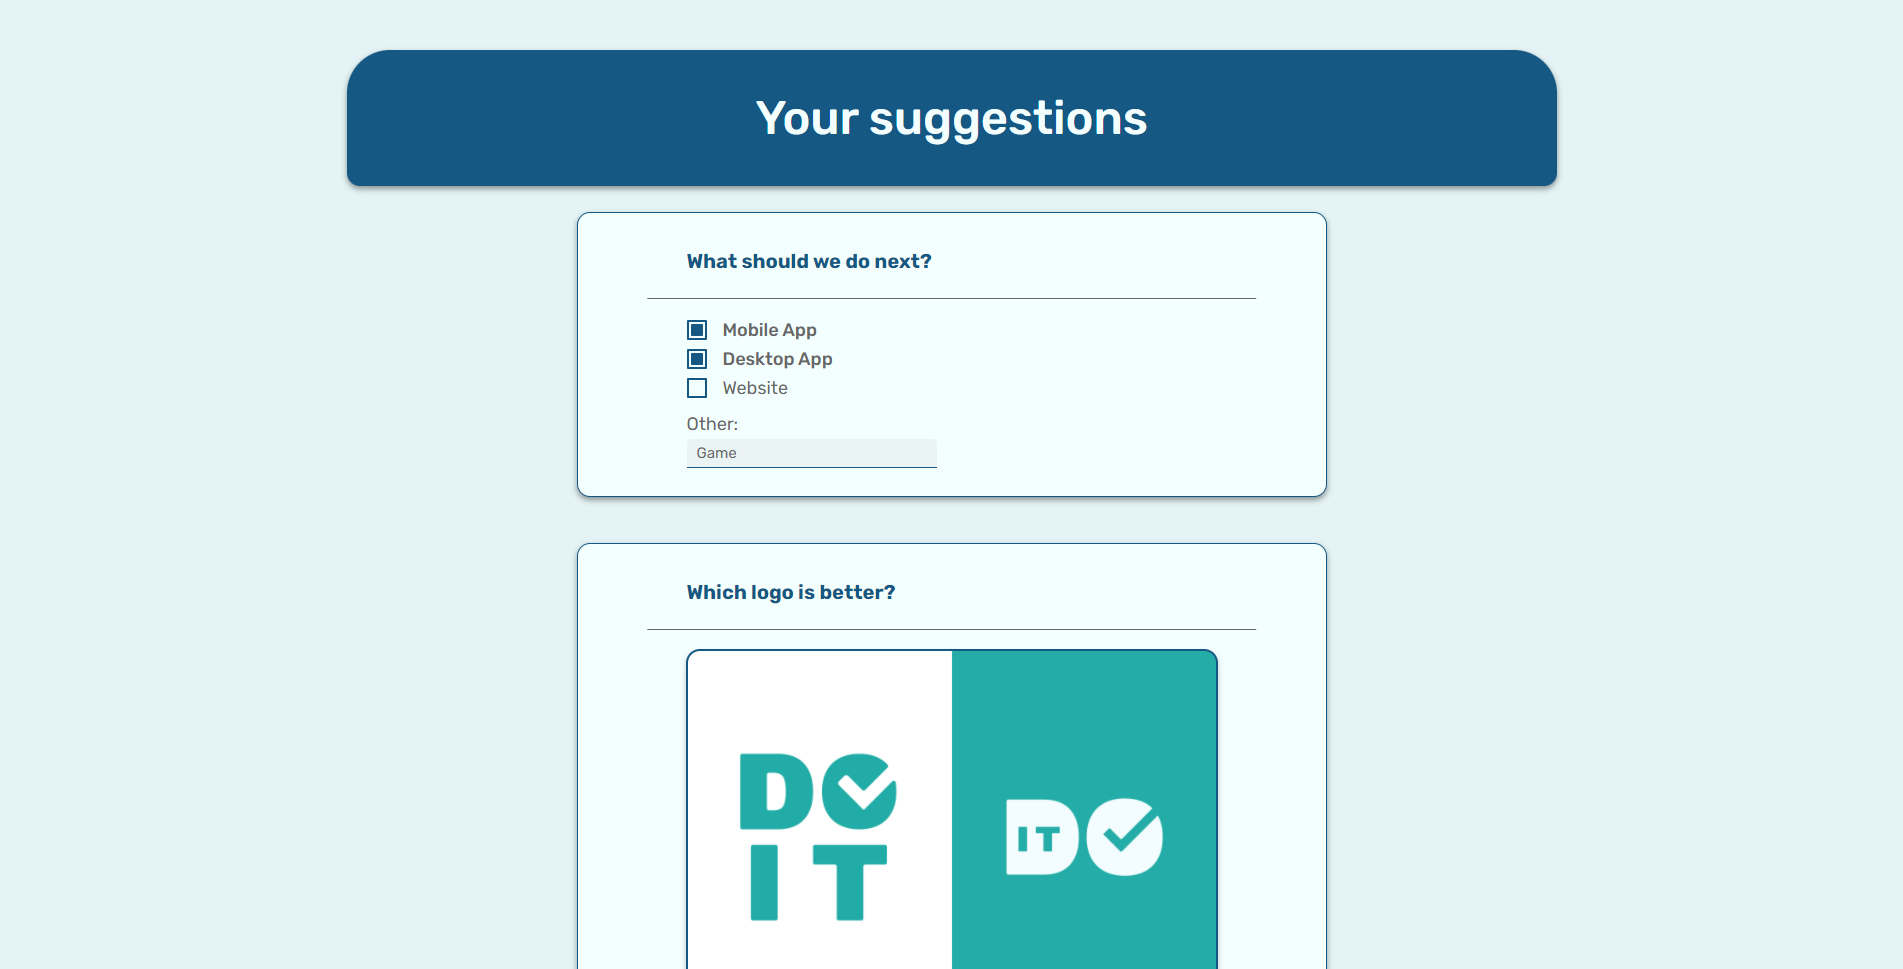 Your suggestions
What should we do next?
Mobile App
Desktop App
Website
Other:
Game
Which logo is better?
DO
IT
DO
IT